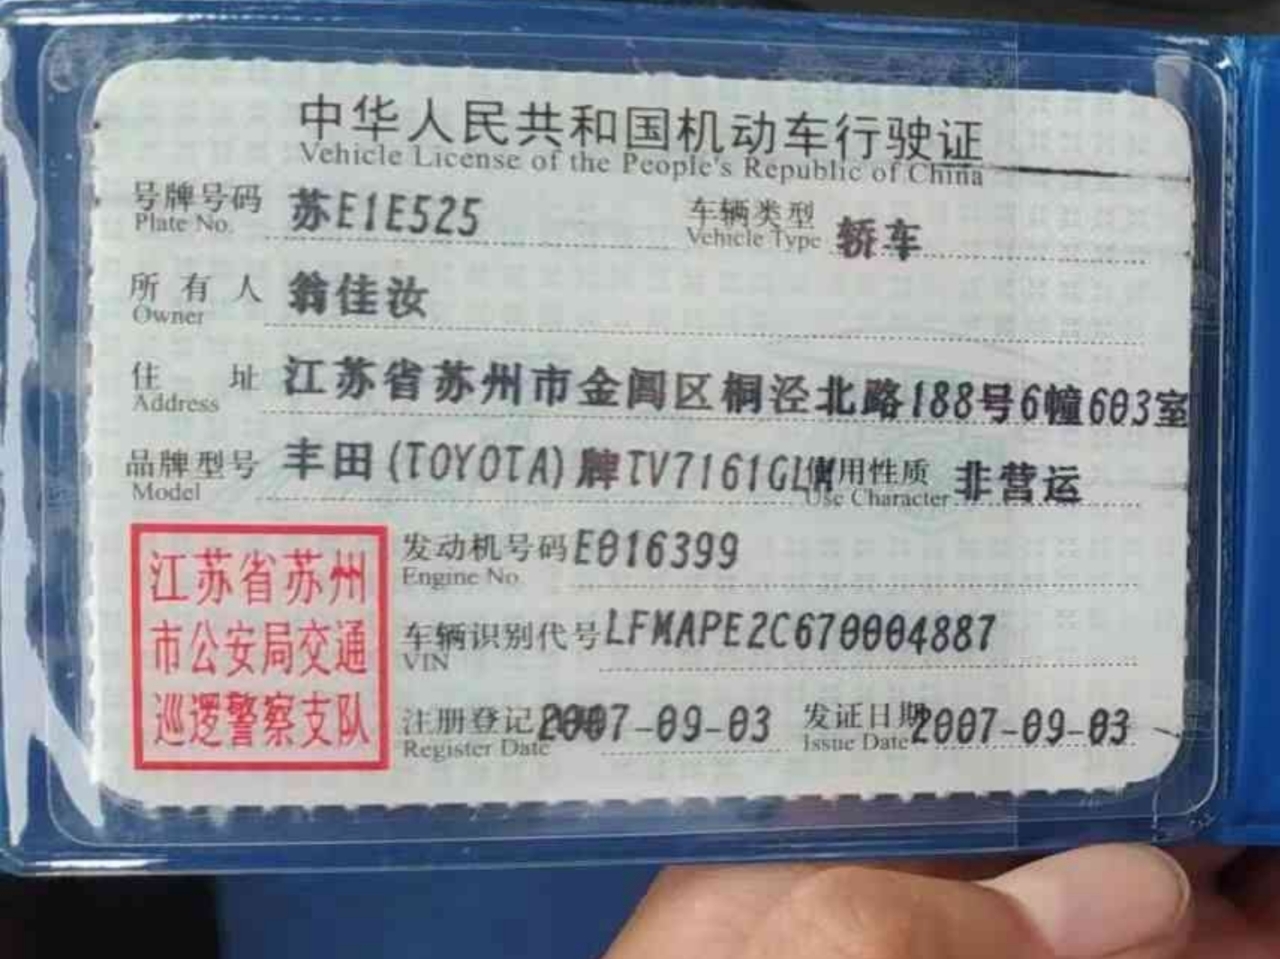 中华人民共和国机动车行驶证
Vehicle License of the People's Republic of China
号牌号码 苏E1E525 车辆类型 轿车
Plate No. Vehicle Type
所有人 翁佳汝
Owner
住址 江苏省苏州市金阊区桐泾北路188号6幢603室
Address
品牌型号 丰田(TOYOTA)牌TV7161GLM 使用性质 非营运
Model Use Character
发动机号码 E016399
Engine No
车辆识别代号 LFMAPE2C670004887
VIN
注册登记 2007-09-03 发证日期 2007-09-03
Register Date Issue Date
江苏省苏州
市公安局交通
巡逻警察支队